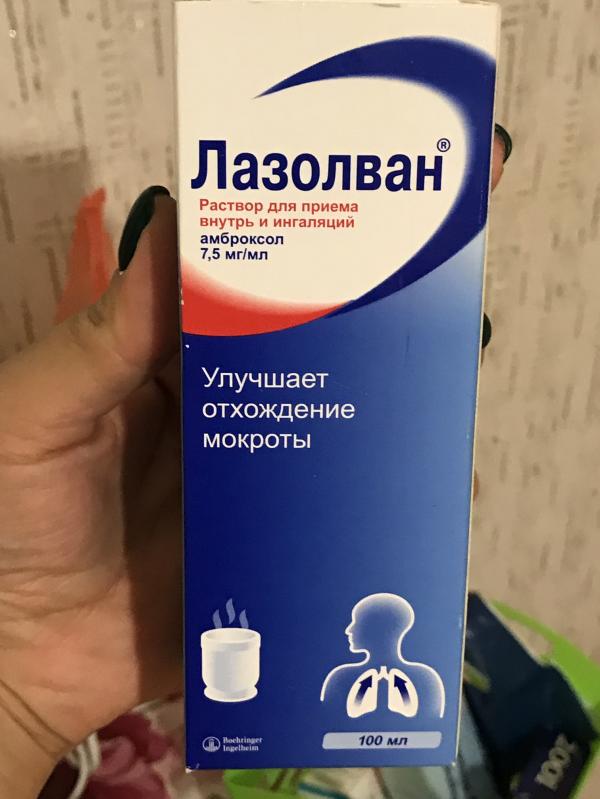 Лазолван®
Раствор для приема
внутрь и ингаляций
амброксол
7,5 мг/мл
Улучшает
отхождение
мокроты
Boehringer
Ingelheim
100 мл